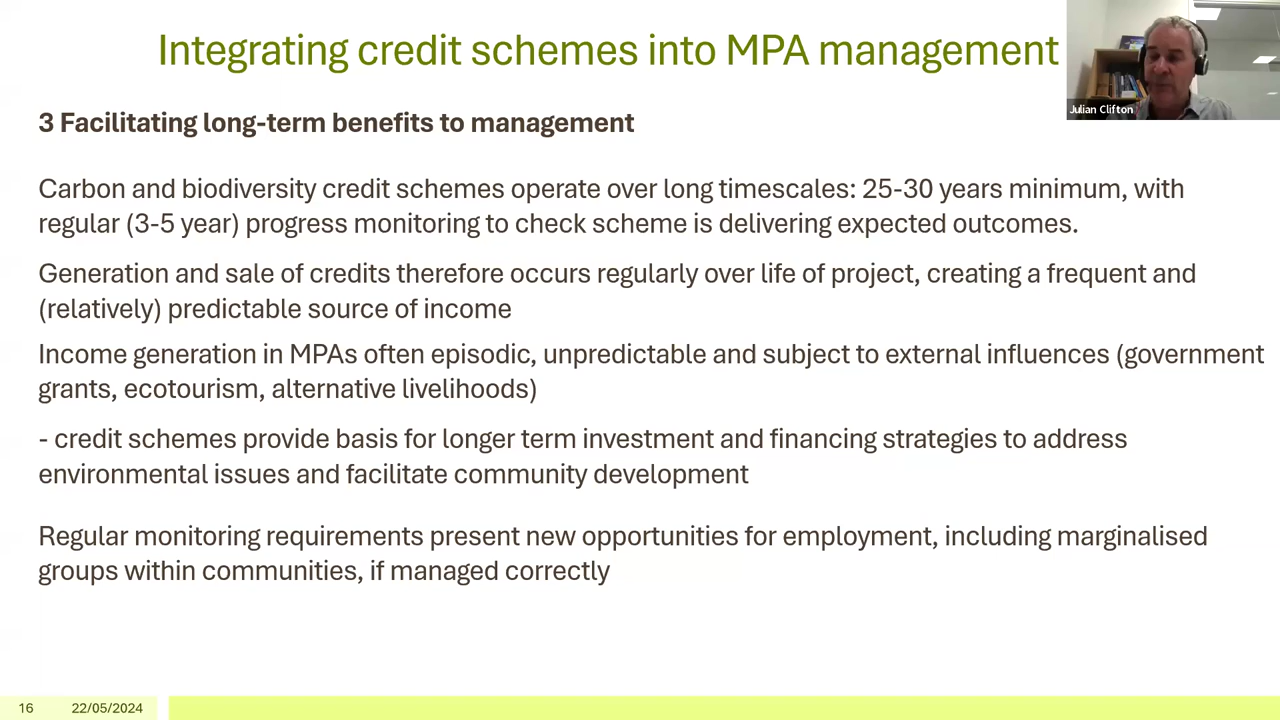 Integrating credit schemes into MPA management
Julian Clifton
3 Facilitating long-term benefits to management
Carbon and biodiversity credit schemes operate over long timescales: 25-30 years minimum, with
regular (3-5 year) progress monitoring to check scheme is delivering expected outcomes.
Generation and sale of credits therefore occurs regularly over life of project, creating a frequent and
(relatively) predictable source of income
Income generation in MPAs often episodic, unpredictable and subject to external influences (government
grants, ecotourism, alternative livelihoods)
- credit schemes provide basis for longer term investment and financing strategies to address
environmental issues and facilitate community development
Regular monitoring requirements present new opportunities for employment, including marginalised
groups within communities, if managed correctly
16 22/05/2024